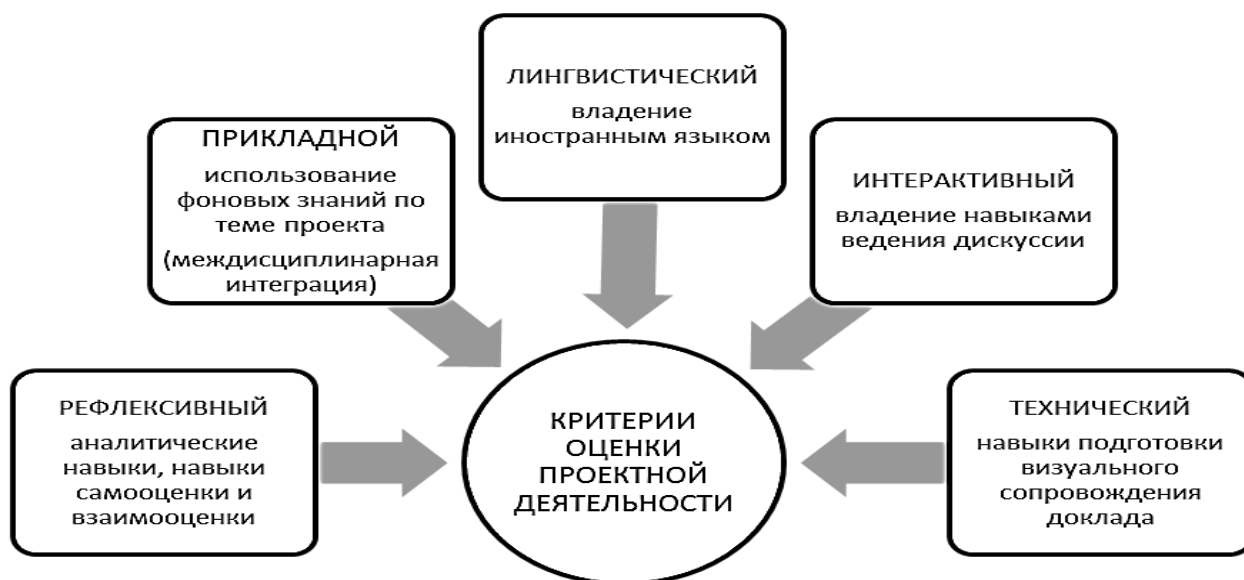 ЛИНГВИСТИЧЕСКИЙ
владение
иностранным языком
ПРИКЛАДНОЙ
использование
фоновых знаний по
теме проекта
(междисциплинарная
интеграция)
ИНТЕРАКТИВНЫЙ
владение навыками
ведения дискуссии
РЕФЛЕКСИВНЫЙ
аналитические
навыки, навыки
самооценки и
взаимооценки
КРИТЕРИИ
ОЦЕНКИ
ПРОЕКТНОЙ
ДЕЯТЕЛЬНОСТИ
ТЕХНИЧЕСКИЙ
навыки подготовки
визуального
сопровождения
доклада